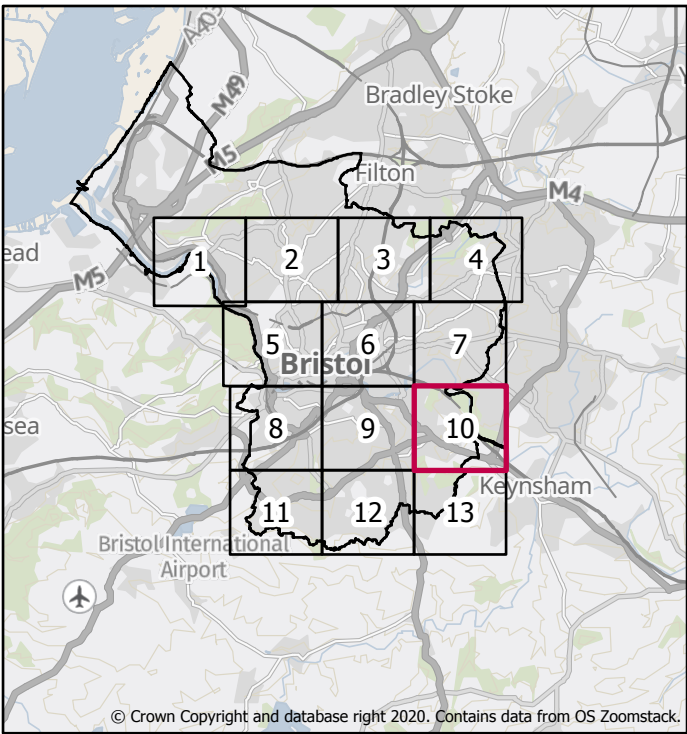 A403
M49
Bradley Stoke
M5
Filton
M4
ead
1
2
3
4
M5
5
6
7
Bristol
sea
8
9
10
Keynsham
11
12
13
Bristol International
Airport
© Crown Copyright and database right 2020. Contains data from OS Zoomstack.